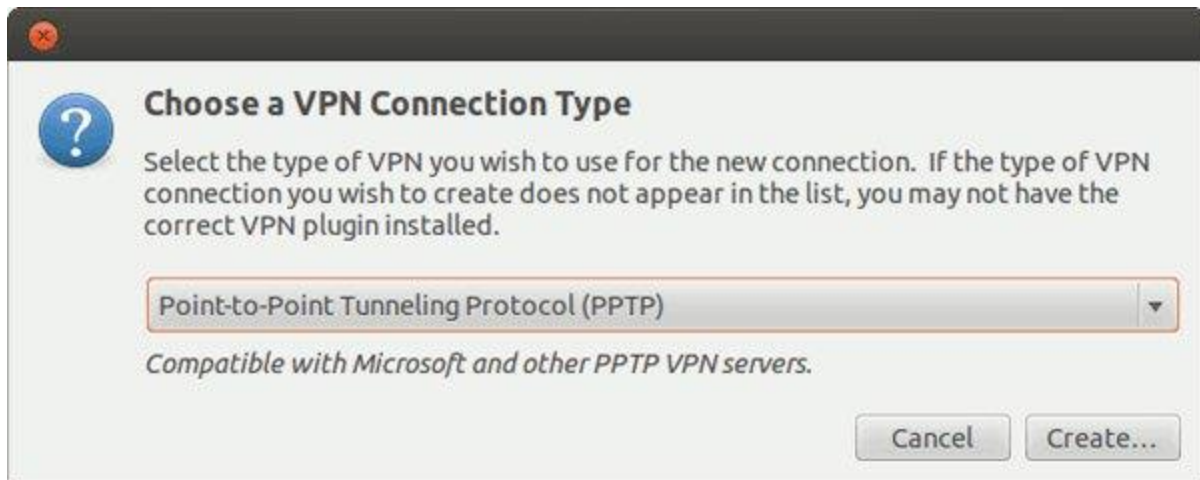 Choose a VPN Connection Type
Select the type of VPN you wish to use for the new connection.  If the type of VPN
connection you wish to create does not appear in the list, you may not have the
correct VPN plugin installed.
Point-to-Point Tunneling Protocol (PPTP)
Compatible with Microsoft and other PPTP VPN servers.
Cancel
Create...